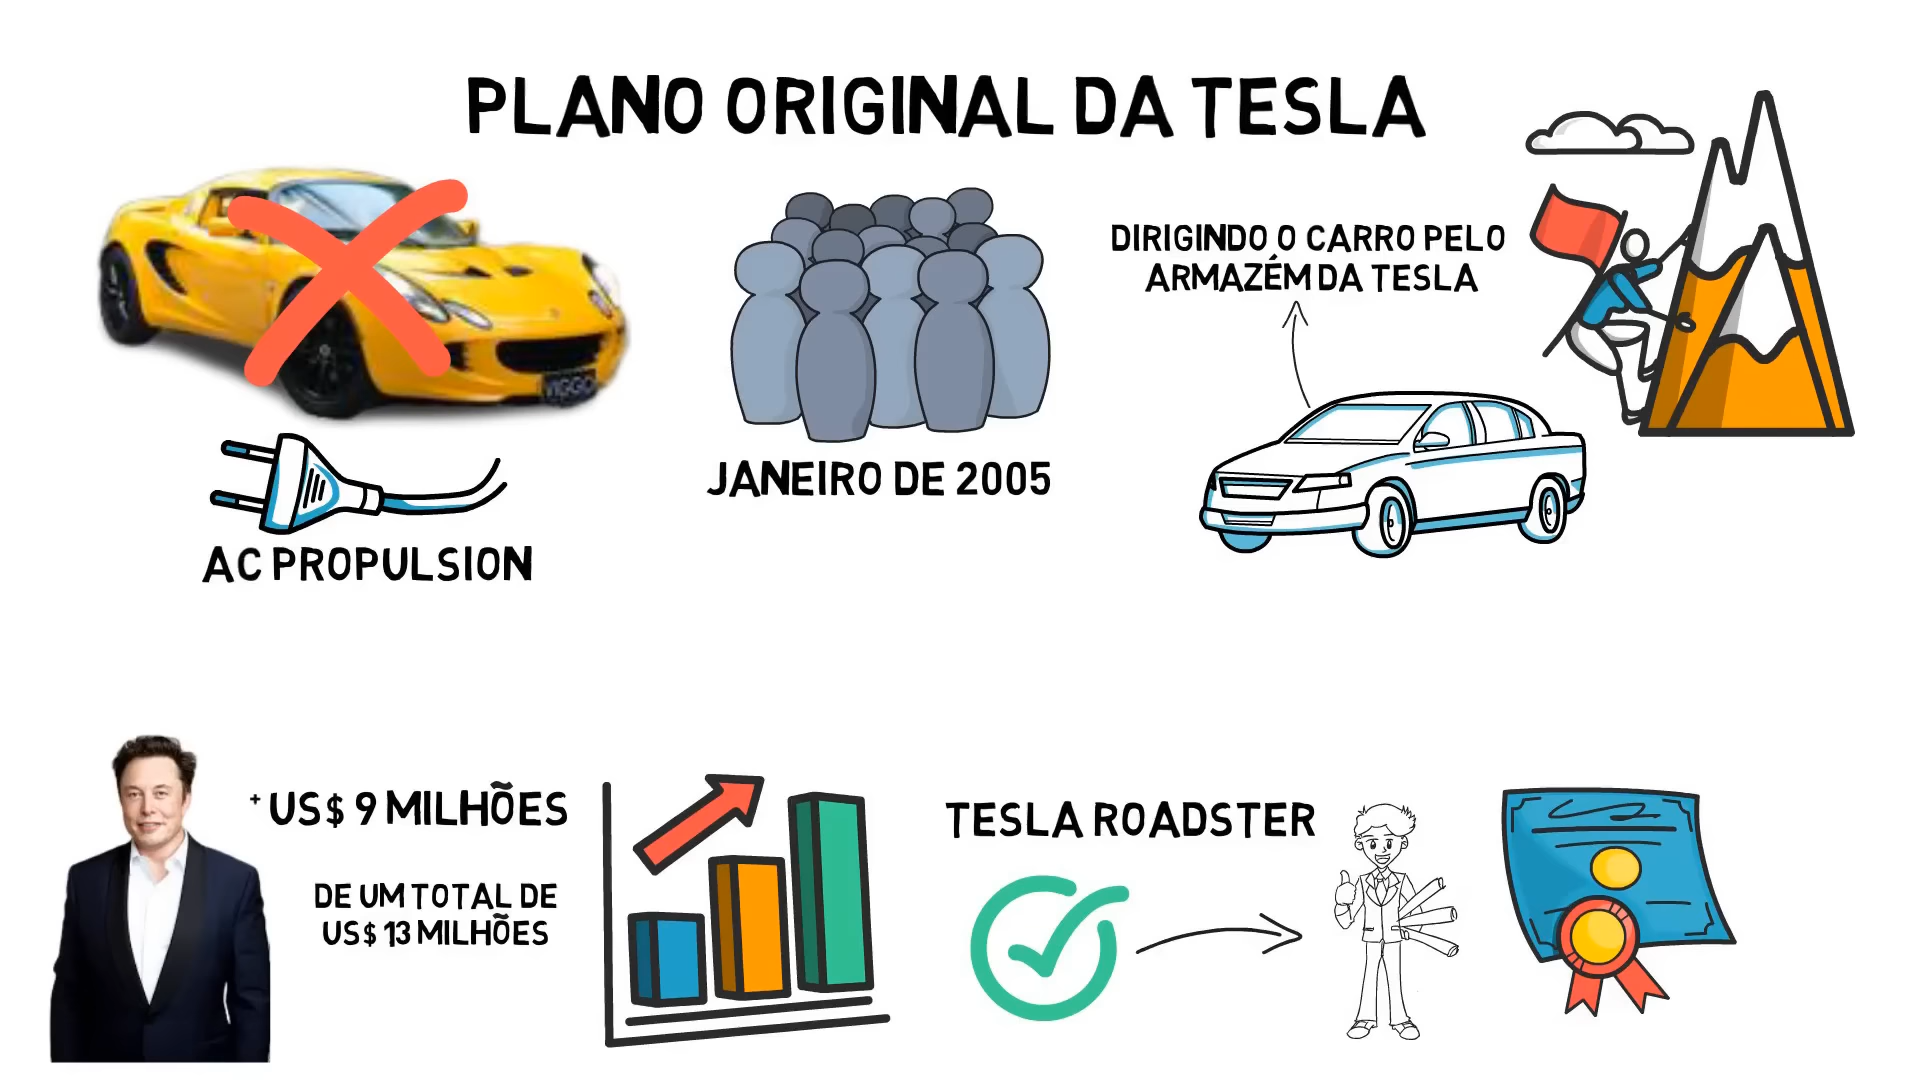 PLANO ORIGINAL DA TESLA
DIRIGINDO O CARRO PELO
ARMAZÉM DA TESLA
JANEIRO DE 2005
AC PROPULSION
+ US$ 9 MILHÕES
DE UM TOTAL DE
US$ 13 MILHÕES
TESLA ROADSTER